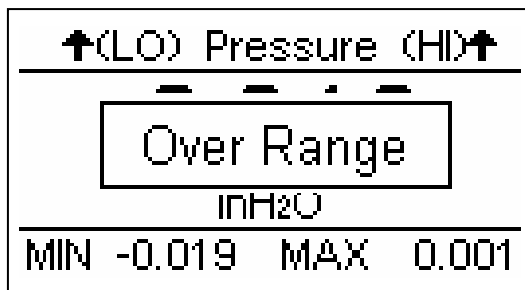 ↑(LO) Pressure (HI)↑
– – . –
Over Range
inH2O
MIN -0.019 MAX 0.001